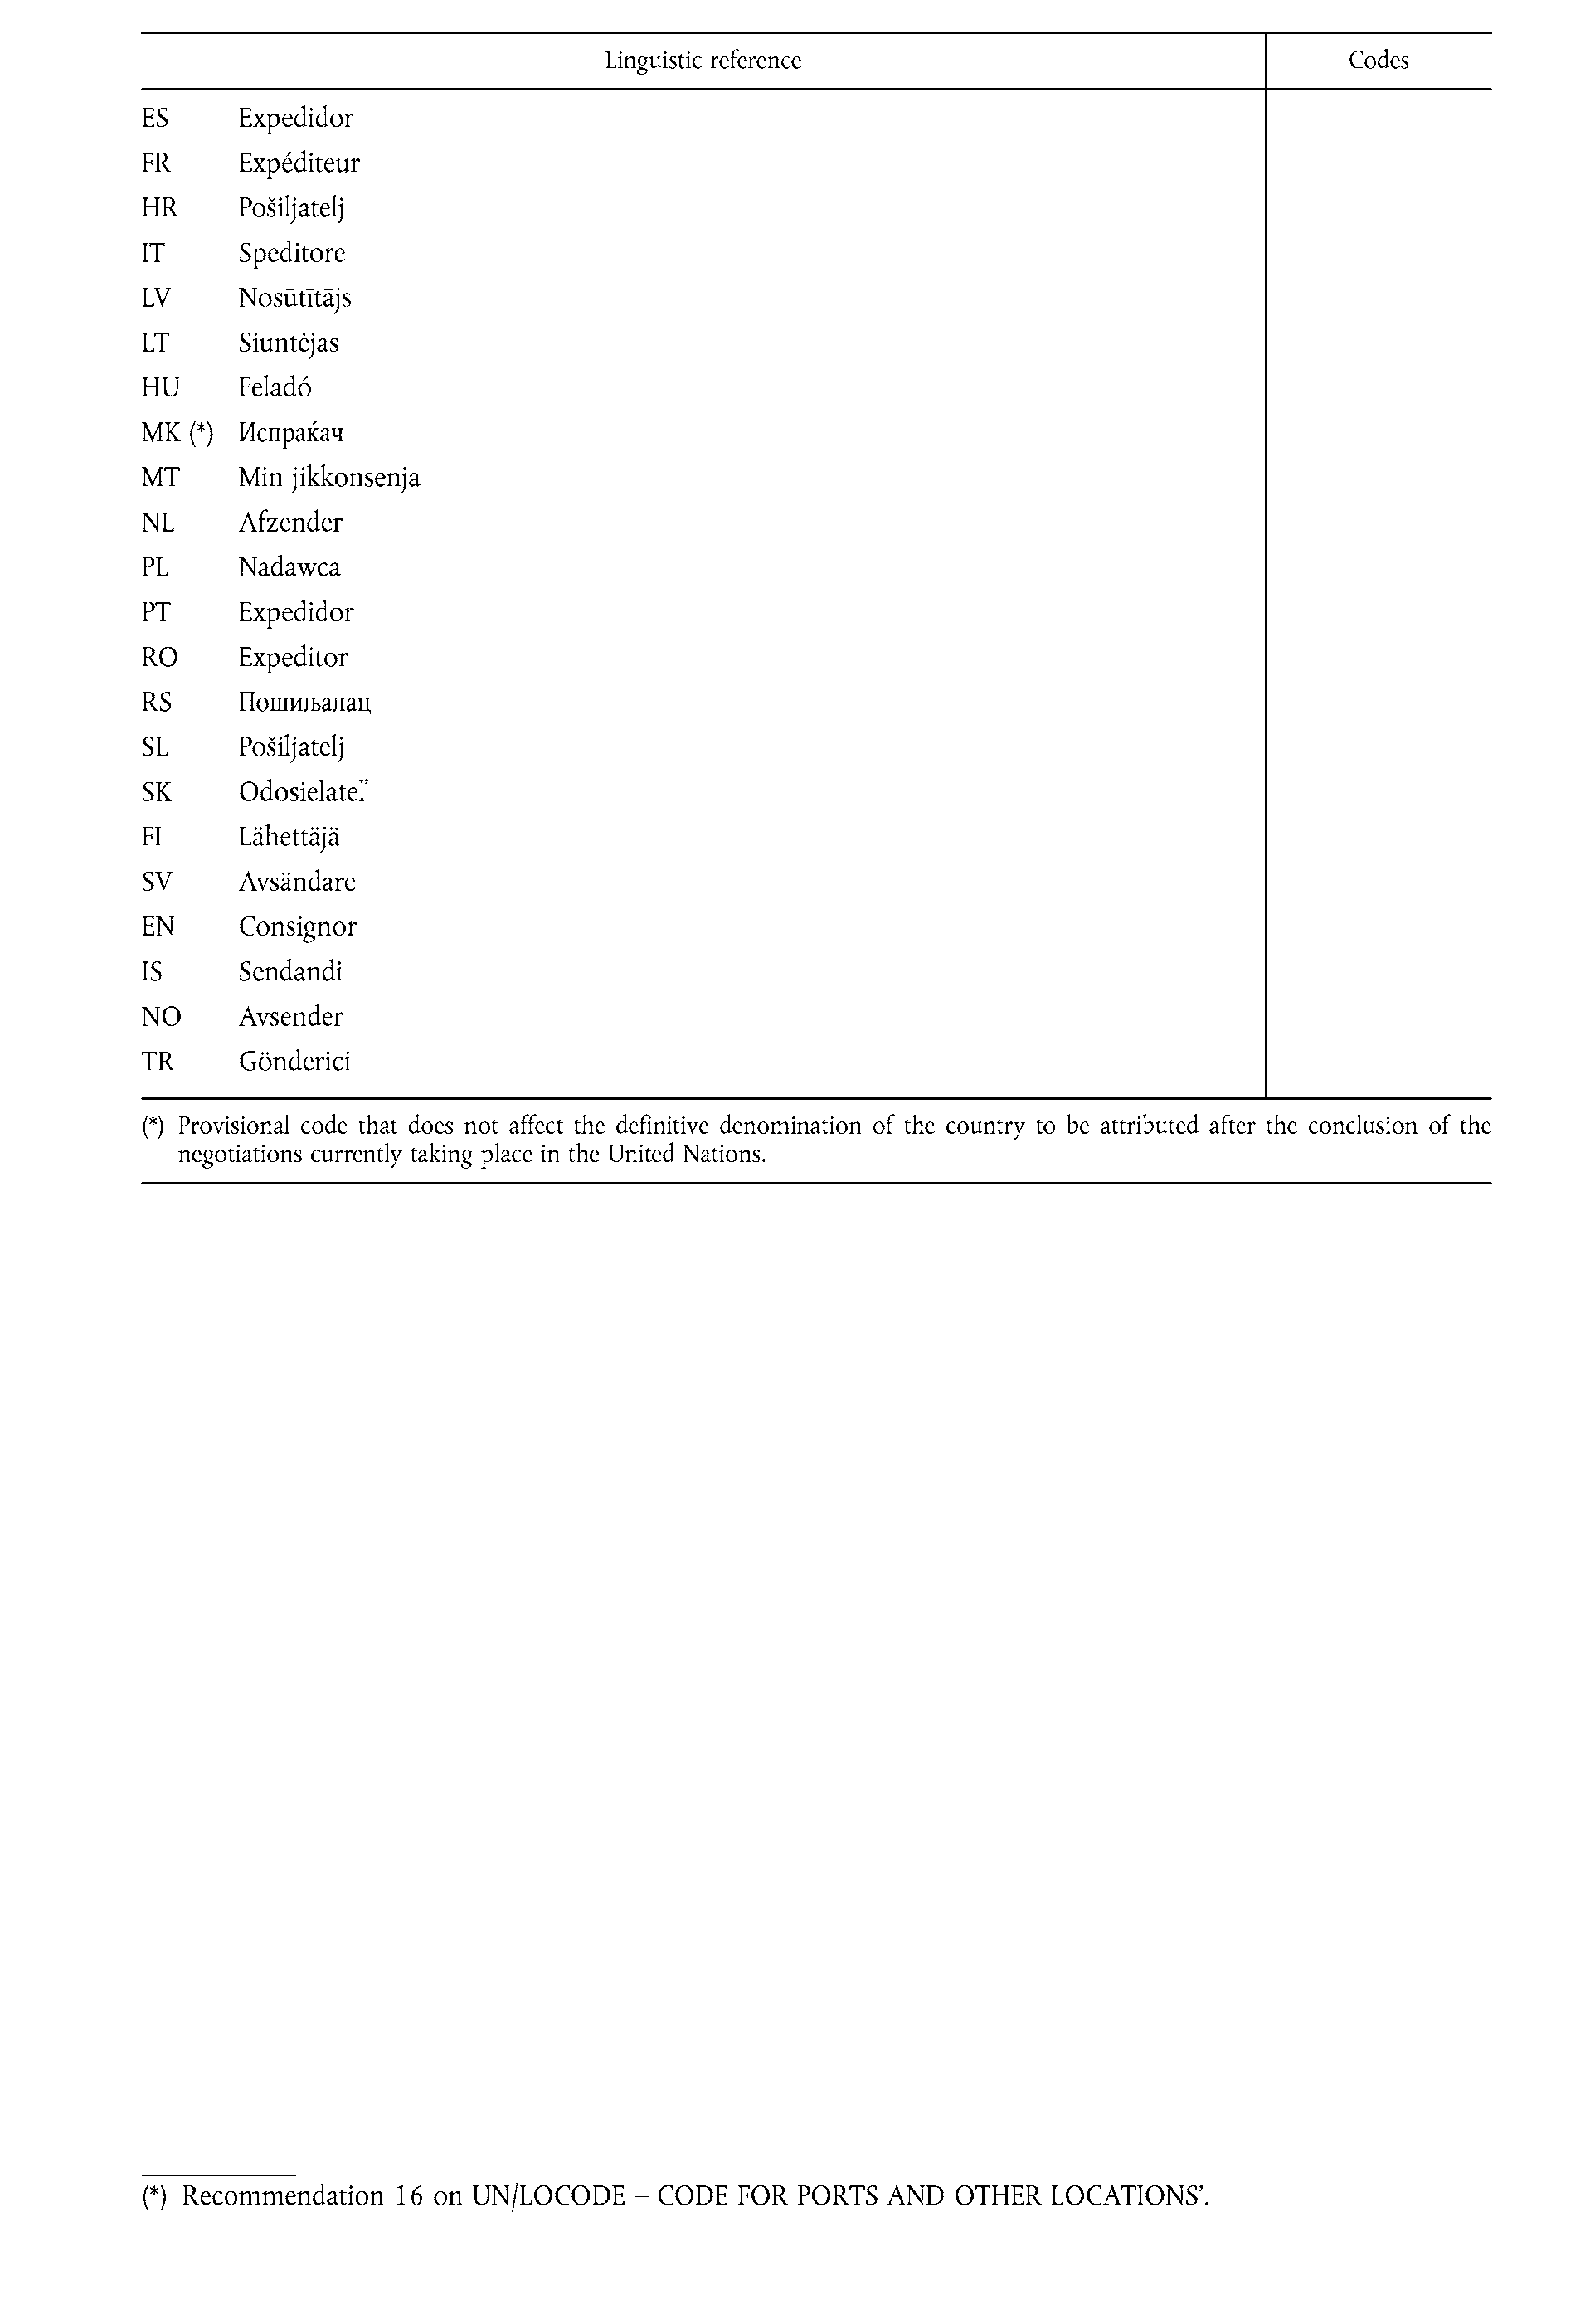 Linguistic reference Codes
ES Expedidor
FR Expéditeur
HR Pošiljatelj
IT Speditore
LV Nosūtītājs
LT Siuntėjas
HU Feladó
MK (*) Испраќач
MT Min jikkonsenja
NL Afzender
PL Nadawca
PT Expedidor
RO Expeditor
RS Пошиљалац
SL Pošiljatelj
SK Odosielateľ
FI Lähettäjä
SV Avsändare
EN Consignor
IS Sendandi
NO Avsender
TR Gönderici
(*) Provisional code that does not affect the definitive denomination of the country to be attributed after the conclusion of the
negotiations currently taking place in the United Nations.
(*) Recommendation 16 on UN/LOCODE – CODE FOR PORTS AND OTHER LOCATIONS’.